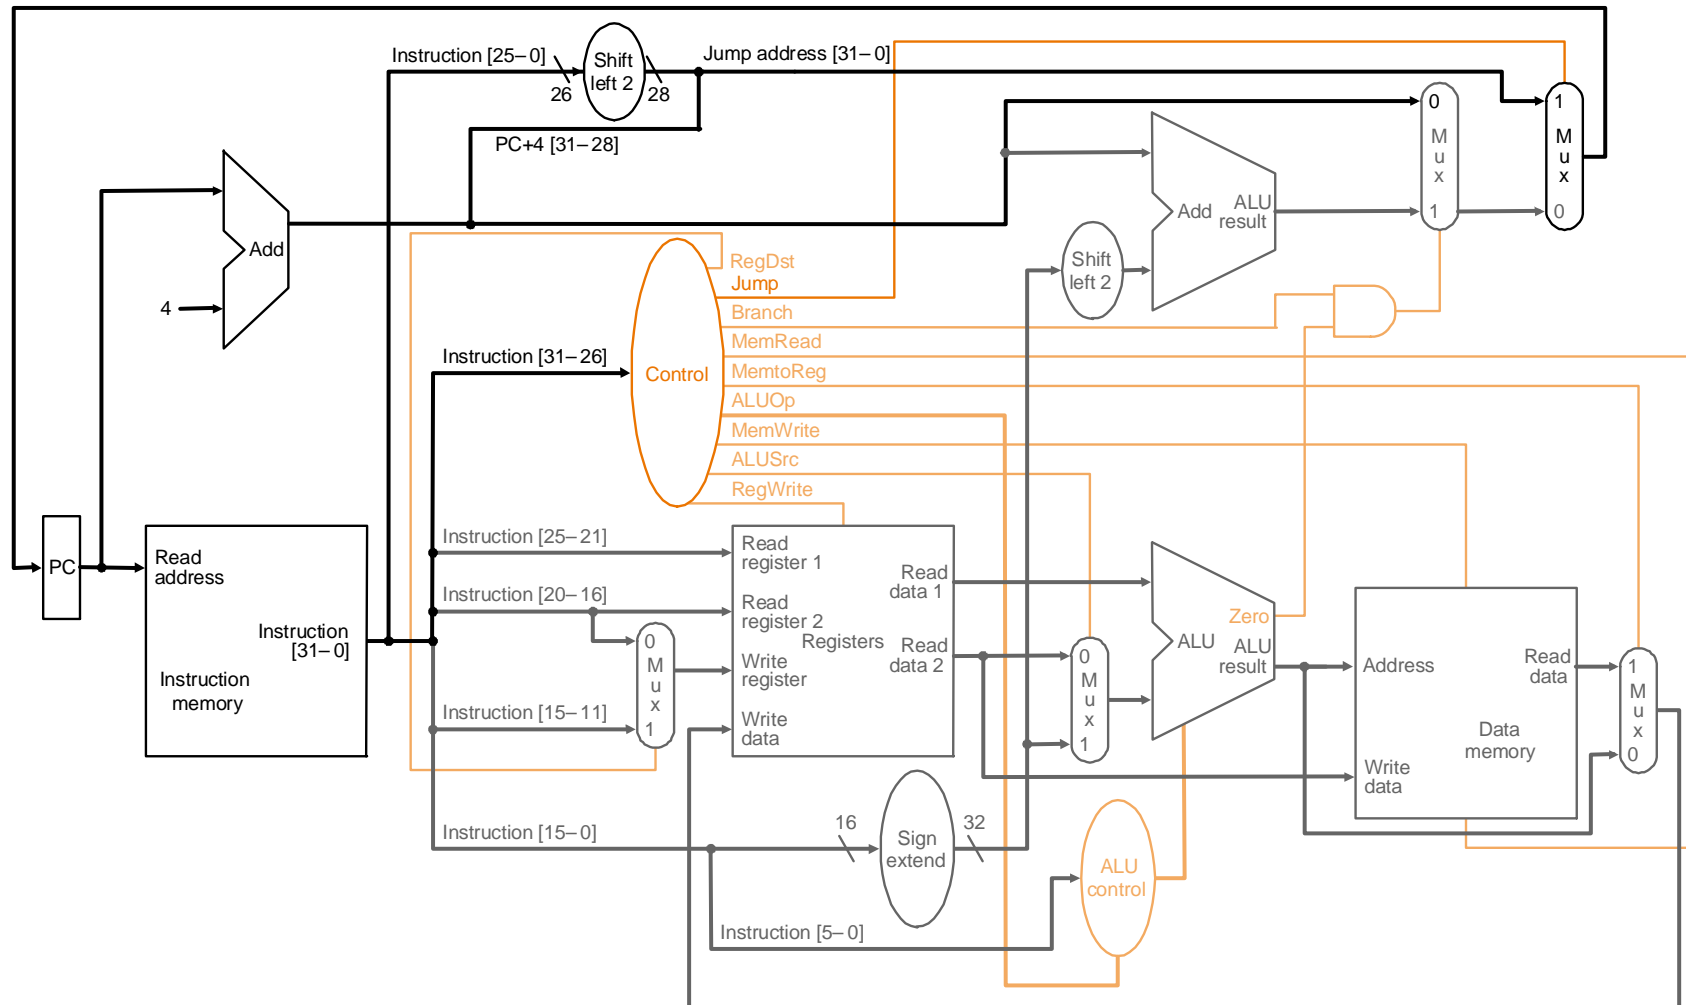 Instruction [25–0]
Shift
left 2
Jump address [31–0]
26
28
PC+4 [31–28]
0
M
u
x
1
1
M
u
x
0
Add
4
Add
ALU
result
Shift
left 2
RegDst
Jump
Branch
MemRead
MemtoReg
ALUOp
MemWrite
ALUSrc
RegWrite
Instruction [31–26]
Control
PC
Read
address
Instruction
[31–0]
Instruction
memory
Instruction [25–21]
Instruction [20–16]
Instruction [15–11]
Instruction [15–0]
Instruction [5–0]
0
M
u
x
1
Read
register 1
Read
register 2
Write
register
Write
data
Registers
Read
data 1
Read
data 2
0
M
u
x
1
Zero
ALU
ALU
result
Address
Write
data
Read
data
Data
memory
1
M
u
x
0
16
Sign
extend
32
ALU
control